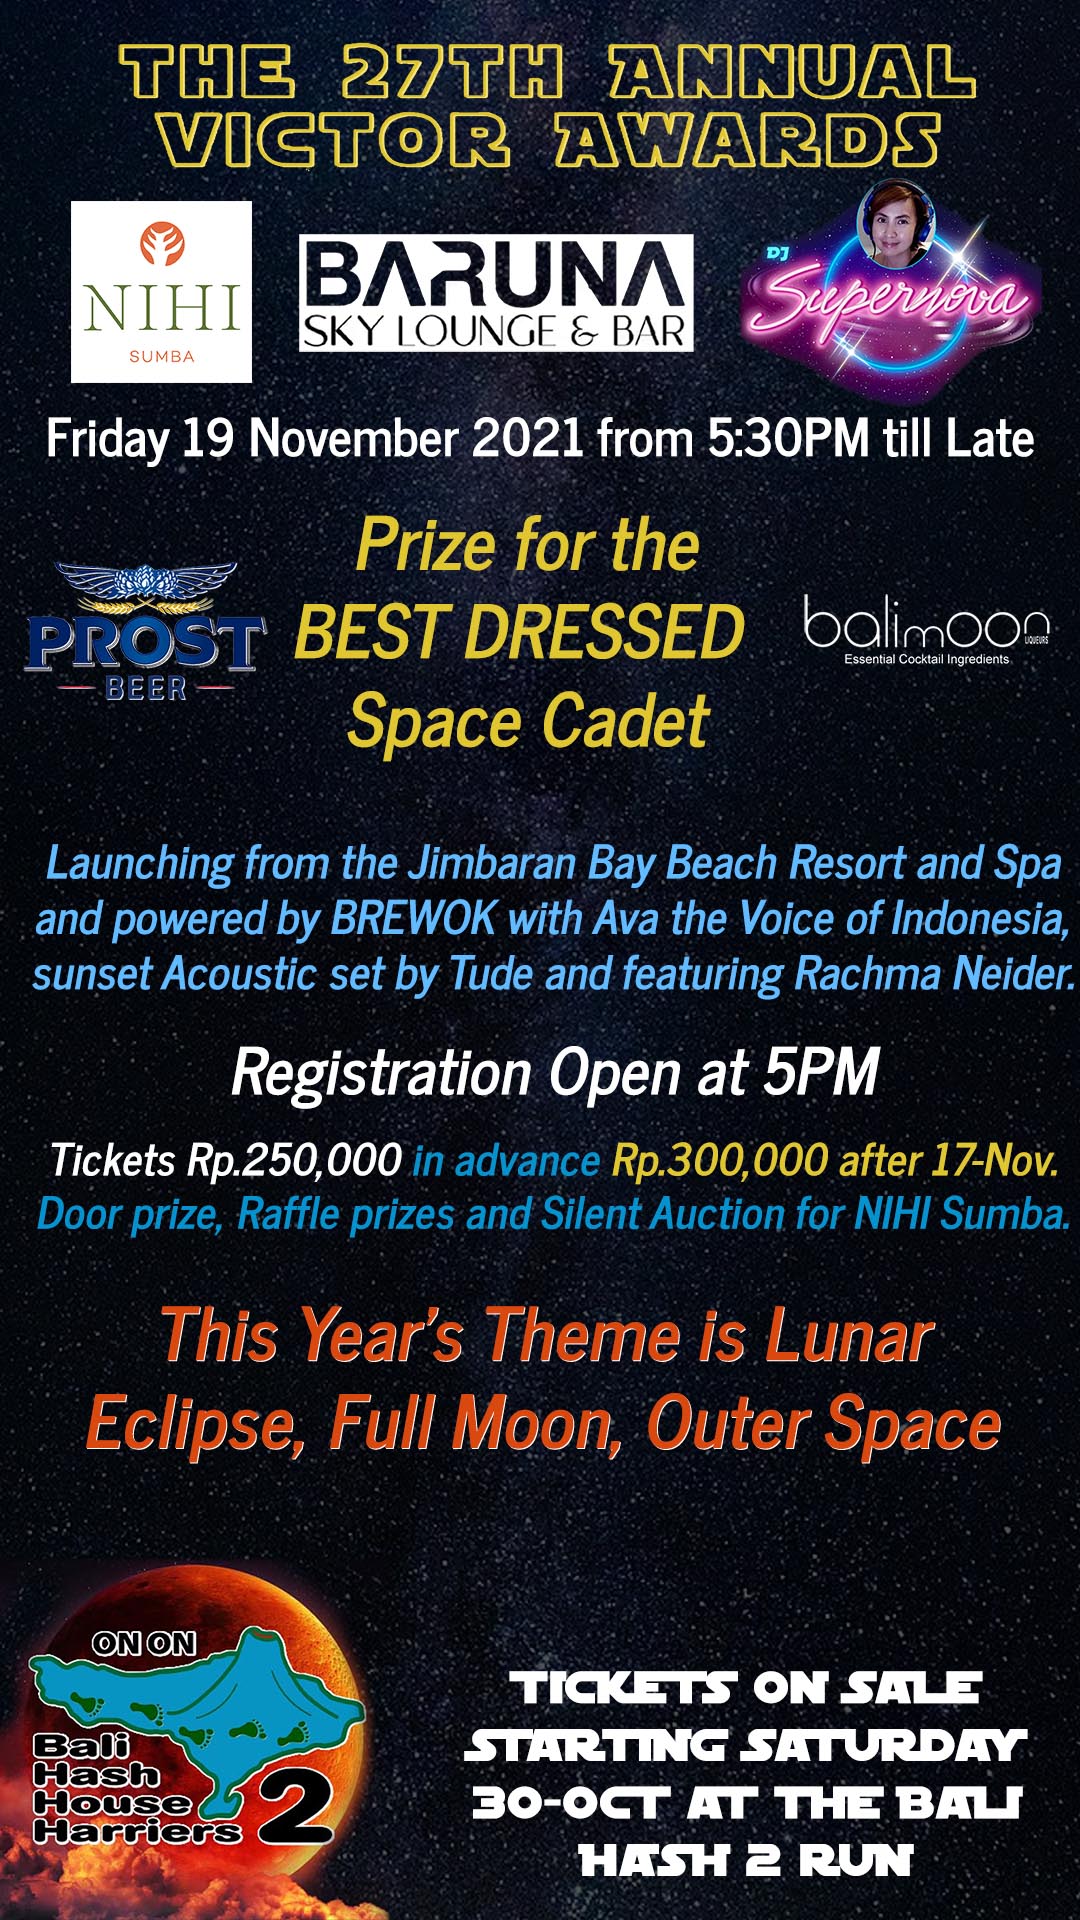 THE 27TH ANNUAL
VICTOR AWARDS
NIHI
SUMBA
BARUNA
SKY LOUNGE & BAR
DJ
Supernova
Friday 19 November 2021 from 5:30PM till Late
Prize for the
BEST DRESSED
Space Cadet
PROST
BEER
balimoon
LIQUEURS
Essential Cocktail Ingredients
Launching from the Jimbaran Bay Beach Resort and Spa
and powered by BREWOK with Ava the Voice of Indonesia,
sunset Acoustic set by Tude and featuring Rachma Neider.
Registration Open at 5PM
Tickets Rp.250,000 in advance Rp.300,000 after 17-Nov.
Door prize, Raffle prizes and Silent Auction for NIHI Sumba.
This Year's Theme is Lunar
Eclipse, Full Moon, Outer Space
ON ON
Bali
Hash
House
Harriers 2
TICKETS ON SALE
STARTING SATURDAY
30-OCT AT THE BALI
HASH 2 RUN